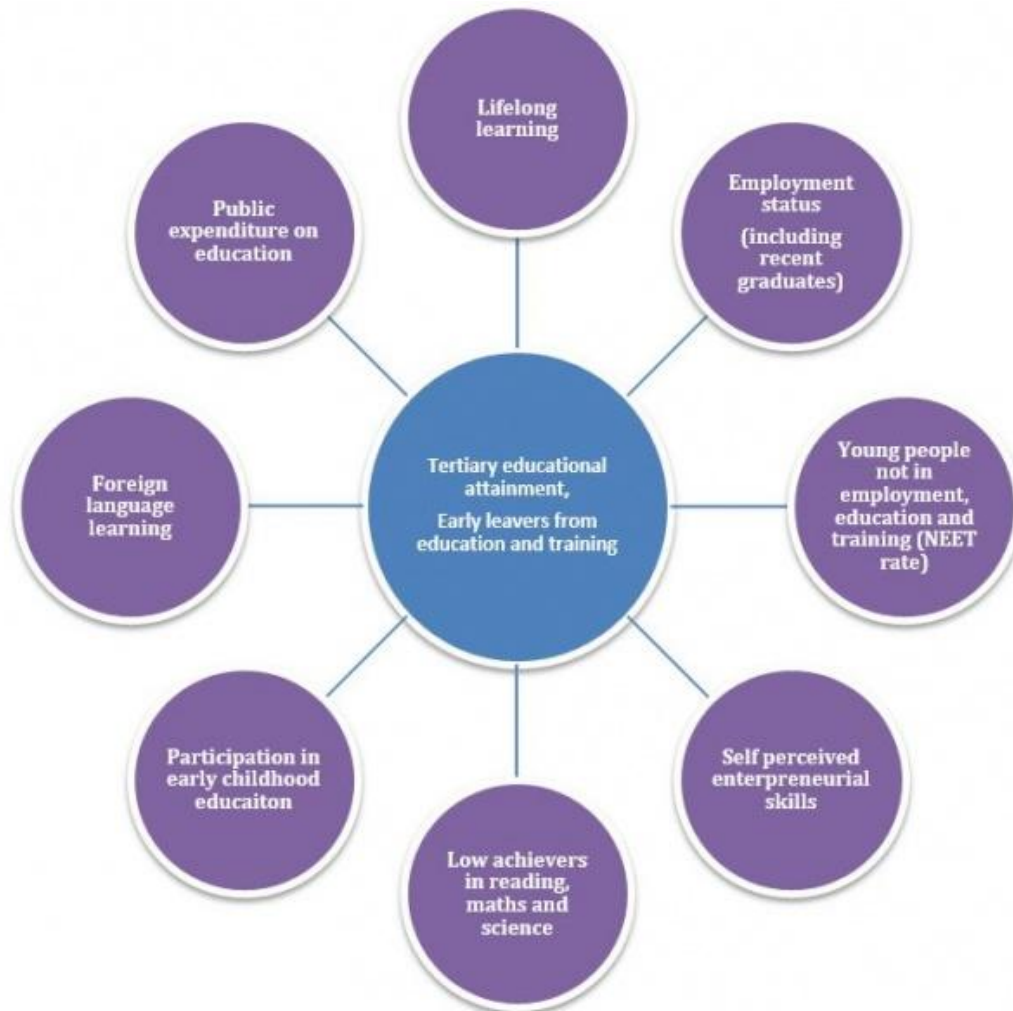 Lifelong
learning
Employment
status
(including
recent
graduates)
Young people
not in
employment,
education and
training (NEET
rate)
Self perceived
enterpreneurial
skills
Low achievers
in reading,
maths and
science
Participation in
early childhood
educaiton
Foreign
language
learning
Public
expenditure on
education
Tertiary educational
attainment,
Early leavers from
education and training